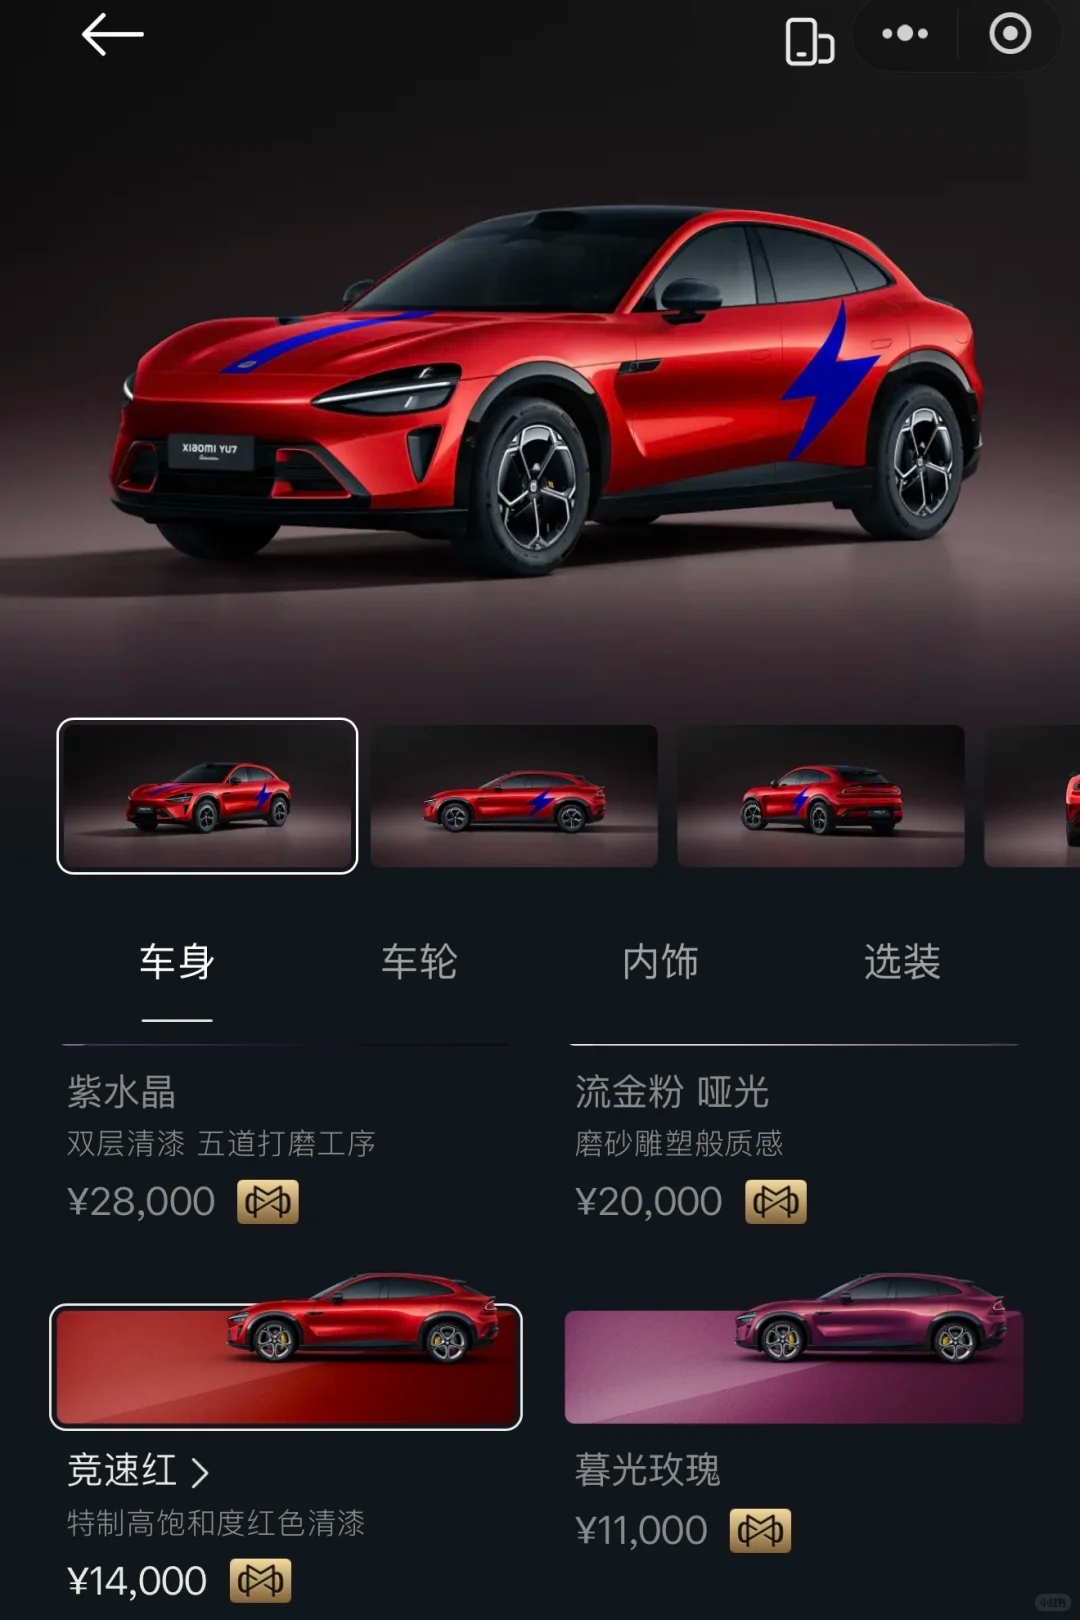 XIAOMI YU7
车身 车轮 内饰 选装
紫水晶 流金粉 哑光
双层清漆 五道打磨工序 磨砂雕塑般质感
¥28,000 ¥20,000
竞速红 暮光玫瑰
特制高饱和度红色清漆 ¥11,000
¥14,000
小红书